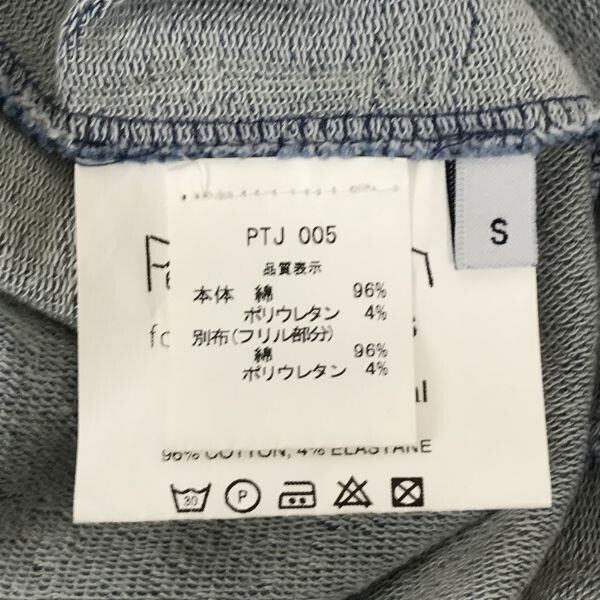 PTJ 005
品質表示
本体 綿 96%
ポリウレタン 4%
別布(フリル部分)
綿 96%
ポリウレタン 4%
S
96% COTTON, 4% ELASTANE
30
P